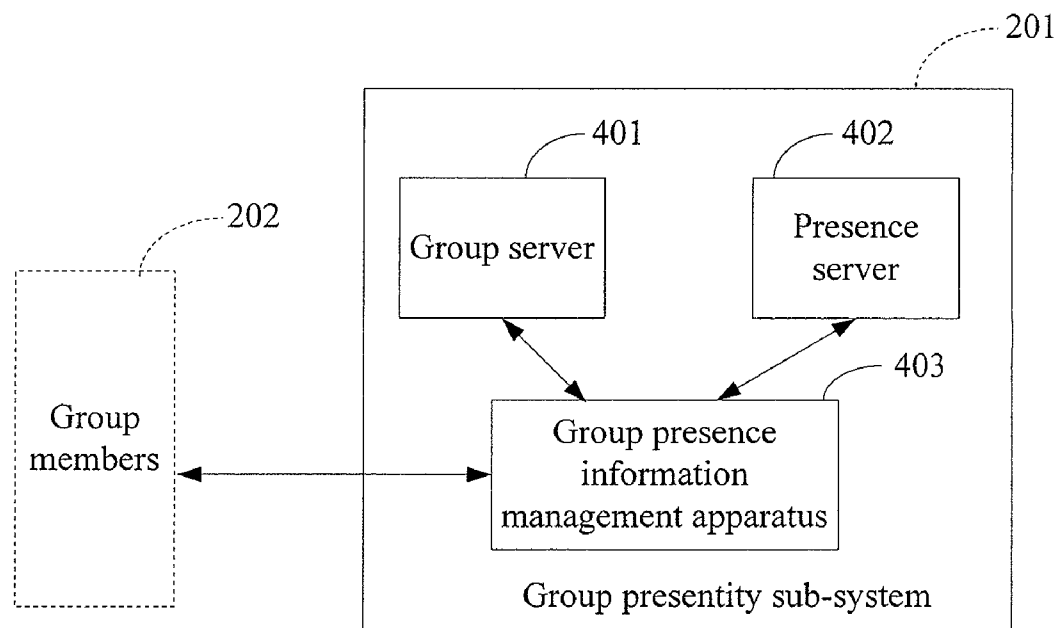 201
401
402
202
Group server
Presence
server
403
Group
members
Group presence
information
management apparatus
Group presentity sub-system